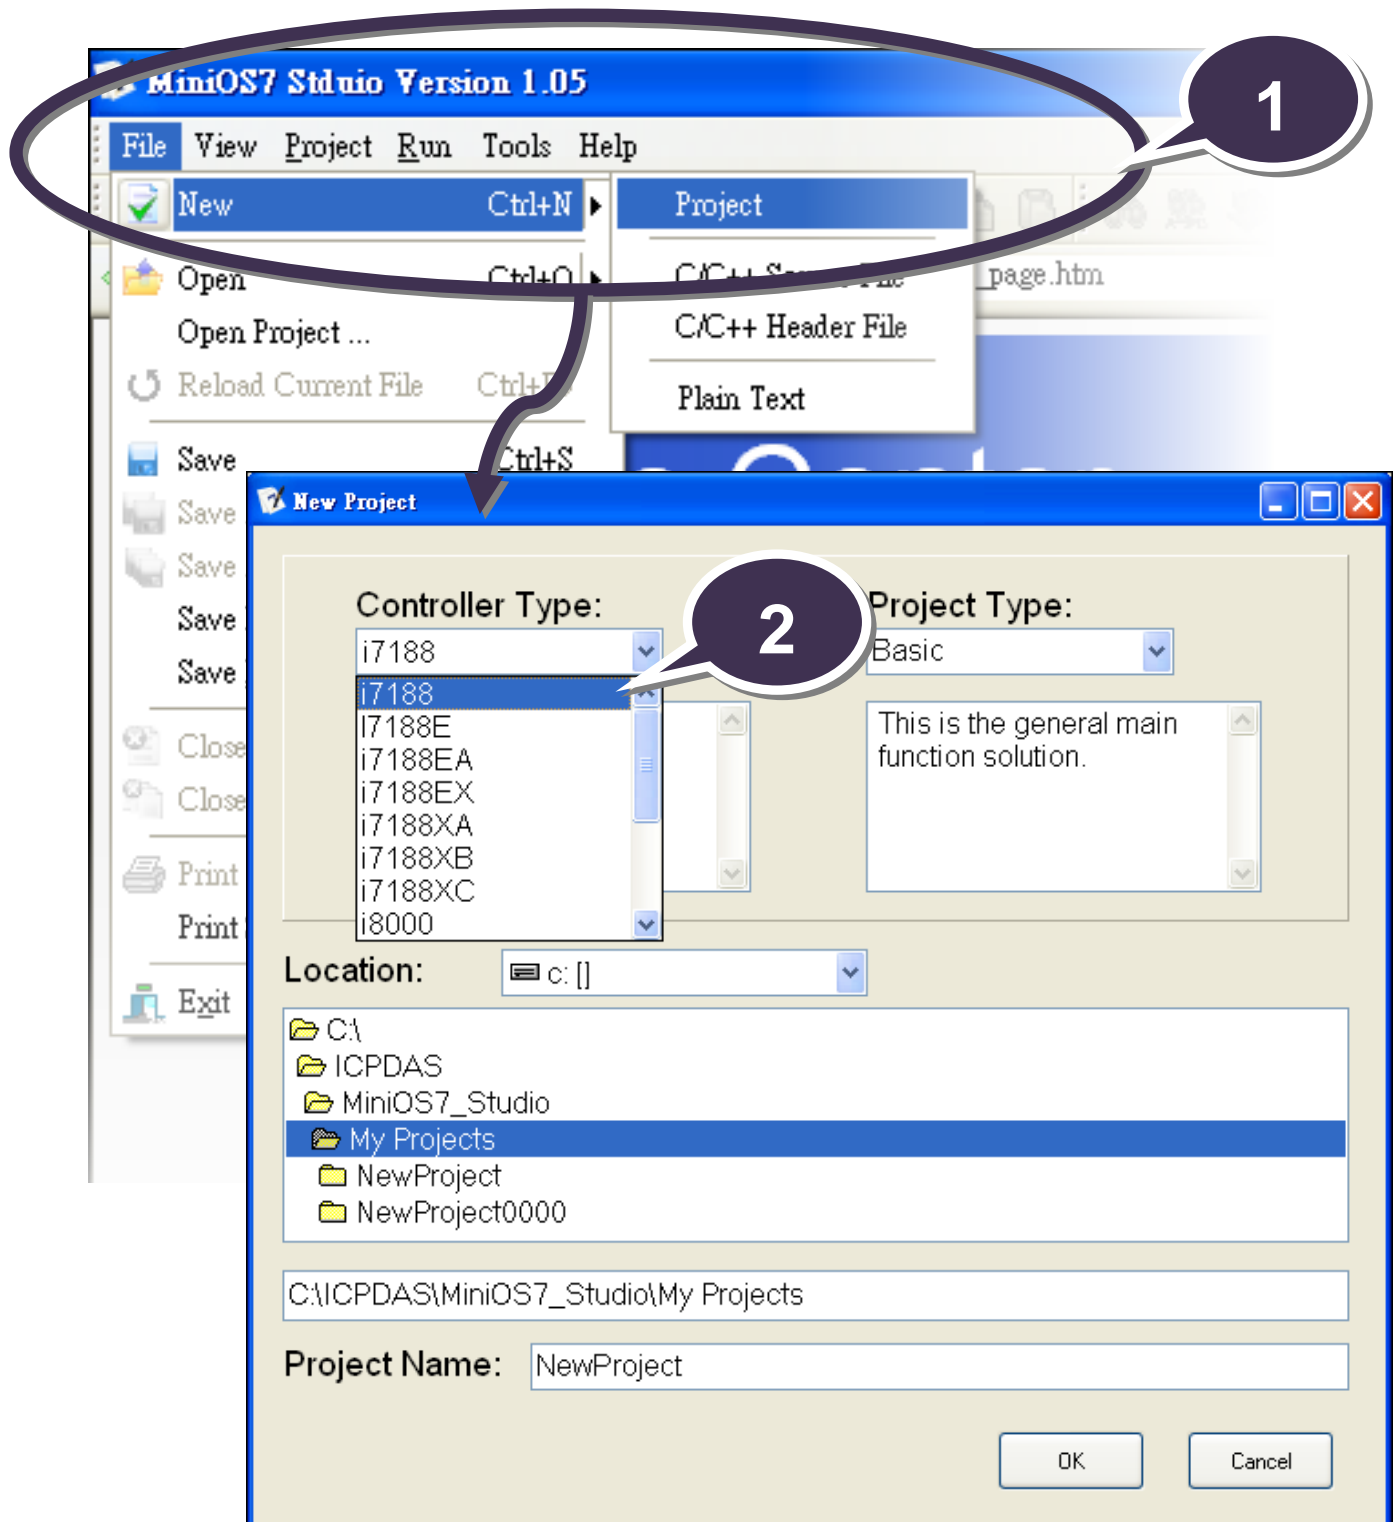 MiniOS7 Stduio Version 1.05
1
File View Project Run Tools Help
New Ctrl+N Project
Open Ctrl+O C/C++ Source File _page.htm
Open Project ... C/C++ Header File
Reload Current File
Plain Text
Save Ctrl+S
New Project
Save
Save
Save
Save
Close
Close
Print
Print
Exit
Controller Type: 2 Project Type:
i7188 Basic
i7188
I7188E
i7188EA
i7188EX
i7188XA
i7188XB
i7188XC
i8000
This is the general main
function solution.
Location: c: []
C:\
ICPDAS
MiniOS7_Studio
My Projects
NewProject
NewProject0000
C:\ICPDAS\MiniOS7_Studio\My Projects
Project Name: NewProject
OK Cancel